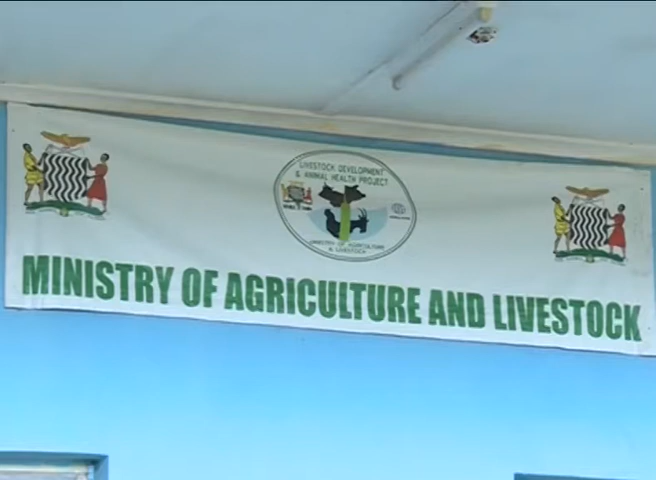 LIVESTOCK DEVELOPMENT
& ANIMAL HEALTH PROJECT
MINISTRY OF AGRICULTURE
& LIVESTOCK
MINISTRY OF AGRICULTURE AND LIVESTOCK